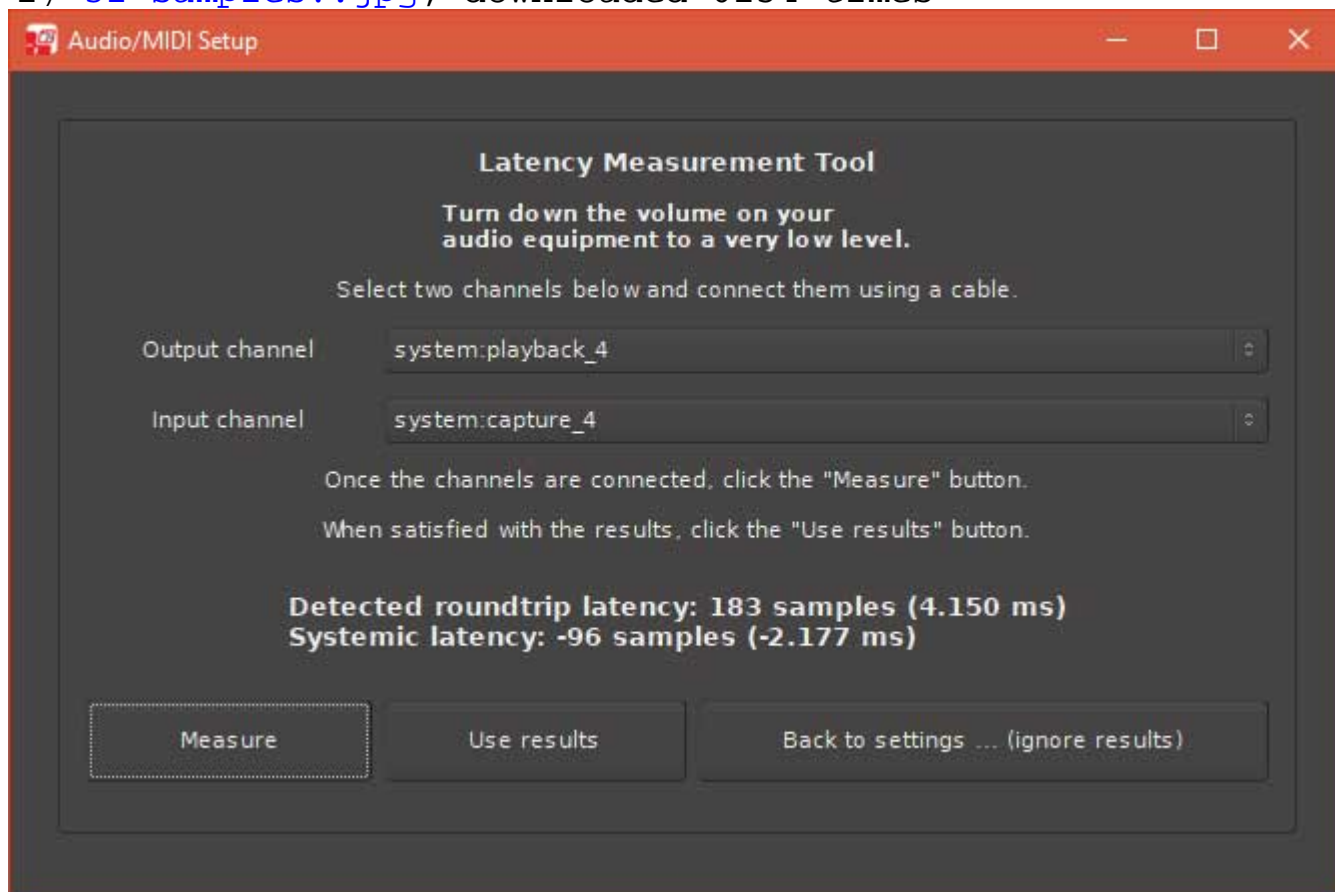 Audio/MIDI Setup
Latency Measurement Tool
Turn down the volume on your
audio equipment to a very low level.
Select two channels below and connect them using a cable.
Output channel system:playback_4
Input channel system:capture_4
Once the channels are connected, click the "Measure" button.
When satisfied with the results, click the "Use results" button.
Detected roundtrip latency: 183 samples (4.150 ms)
Systemic latency: -96 samples (-2.177 ms)
Measure Use results Back to settings ... (ignore results)